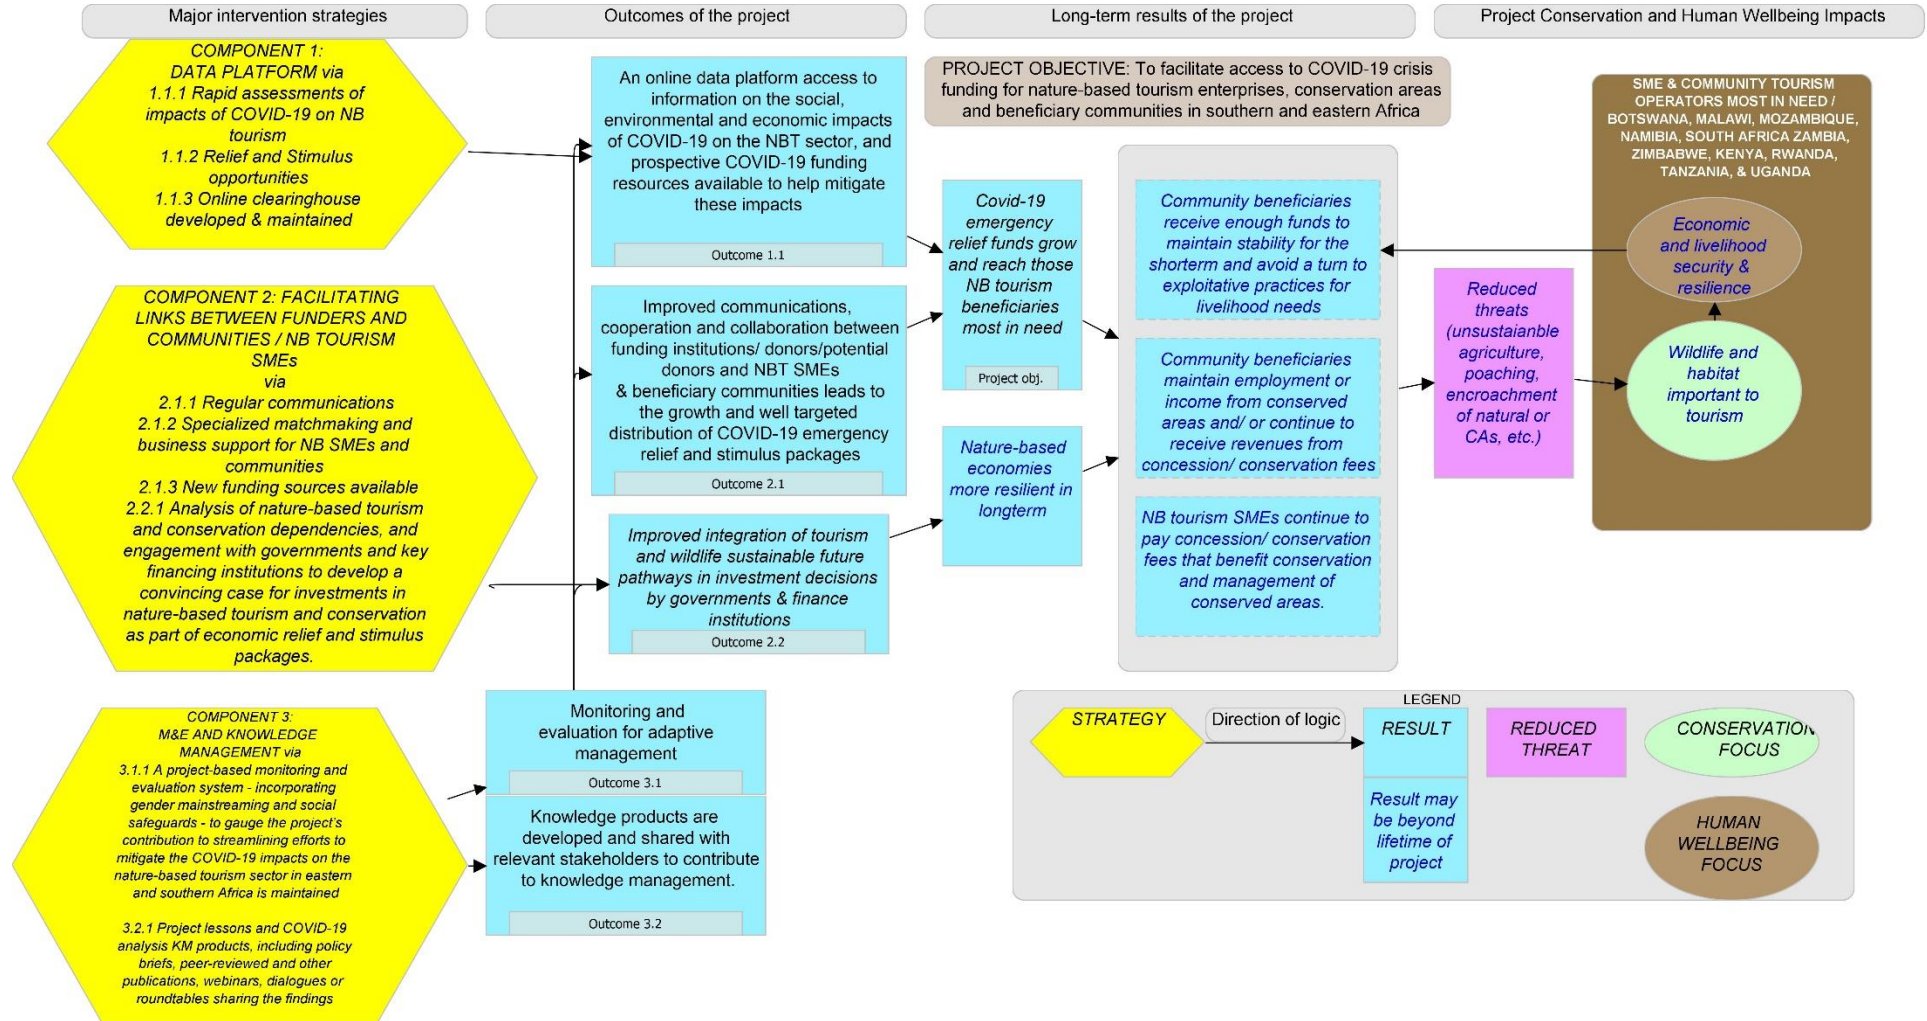 Major intervention strategies
Outcomes of the project
Long-term results of the project
Project Conservation and Human Wellbeing Impacts
COMPONENT 1:
DATA PLATFORM via
1.1.1 Rapid assessments of
impacts of COVID-19 on NB
tourism
1.1.2 Relief and Stimulus
opportunities
1.1.3 Online clearinghouse
developed & maintained
COMPONENT 2: FACILITATING
LINKS BETWEEN FUNDERS AND
COMMUNITIES / NB TOURISM
SMEs
via
2.1.1 Regular communications
2.1.2 Specialized matchmaking and
business support for NB SMEs and
communities
2.1.3 New funding sources available
2.2.1 Analysis of nature-based tourism
and conservation dependencies, and
engagement with governments and key
financing institutions to develop a
convincing case for investments in
nature-based tourism and conservation
as part of economic relief and stimulus
packages.
COMPONENT 3:
M&E AND KNOWLEDGE
MANAGEMENT via
3.1.1 A project-based monitoring and
evaluation system - incorporating
gender mainstreaming and social
safeguards - to gauge the project's
contribution to streamlining efforts to
mitigate the COVID-19 impacts on the
nature-based tourism sector in eastern
and southern Africa is maintained
3.2.1 Project lessons and COVID-19
analysis KM products, including policy
briefs, peer-reviewed and other
publications, webinars, dialogues or
roundtables sharing the findings
An online data platform access to
information on the social,
environmental and economic impacts
of COVID-19 on the NBT sector, and
prospective COVID-19 funding
resources available to help mitigate
these impacts
Outcome 1.1
Improved communications,
cooperation and collaboration between
funding institutions/ donors/potential
donors and NBT SMEs
& beneficiary communities leads to
the growth and well targeted
distribution of COVID-19 emergency
relief and stimulus packages
Outcome 2.1
Improved integration of tourism
and wildlife sustainable future
pathways in investment decisions
by governments & finance
institutions
Outcome 2.2
Monitoring and
evaluation for adaptive
management
Outcome 3.1
Knowledge products are
developed and shared with
relevant stakeholders to contribute
to knowledge management.
Outcome 3.2
PROJECT OBJECTIVE: To facilitate access to COVID-19 crisis
funding for nature-based tourism enterprises, conservation areas
and beneficiary communities in southern and eastern Africa
Covid-19
emergency
relief funds grow
and reach those
NB tourism
beneficiaries
most in need
Project obj.
Nature-based
economies
more resilient in
longterm
Community beneficiaries
receive enough funds to
maintain stability for the
shorterm and avoid a turn to
exploitative practices for
livelihood needs
Community beneficiaries
maintain employment or
income from conserved
areas and/ or continue to
receive revenues from
concession/ conservation fees
NB tourism SMEs continue to
pay concession/ conservation
fees that benefit conservation
and management of
conserved areas.
Reduced
threats
(unsustaianble
agriculture,
poaching,
encroachment
of natural or
CAs, etc.)
SME & COMMUNITY TOURISM
OPERATORS MOST IN NEED /
BOTSWANA, MALAWI, MOZAMBIQUE,
NAMIBIA, SOUTH AFRICA ZAMBIA,
ZIMBABWE, KENYA, RWANDA,
TANZANIA, & UGANDA
Economic
and livelihood
security &
resilience
Wildlife and
habitat
important to
tourism
LEGEND
STRATEGY
Direction of logic
RESULT
Result may
be beyond
lifetime of
project
REDUCED
THREAT
CONSERVATION
FOCUS
HUMAN
WELLBEING
FOCUS